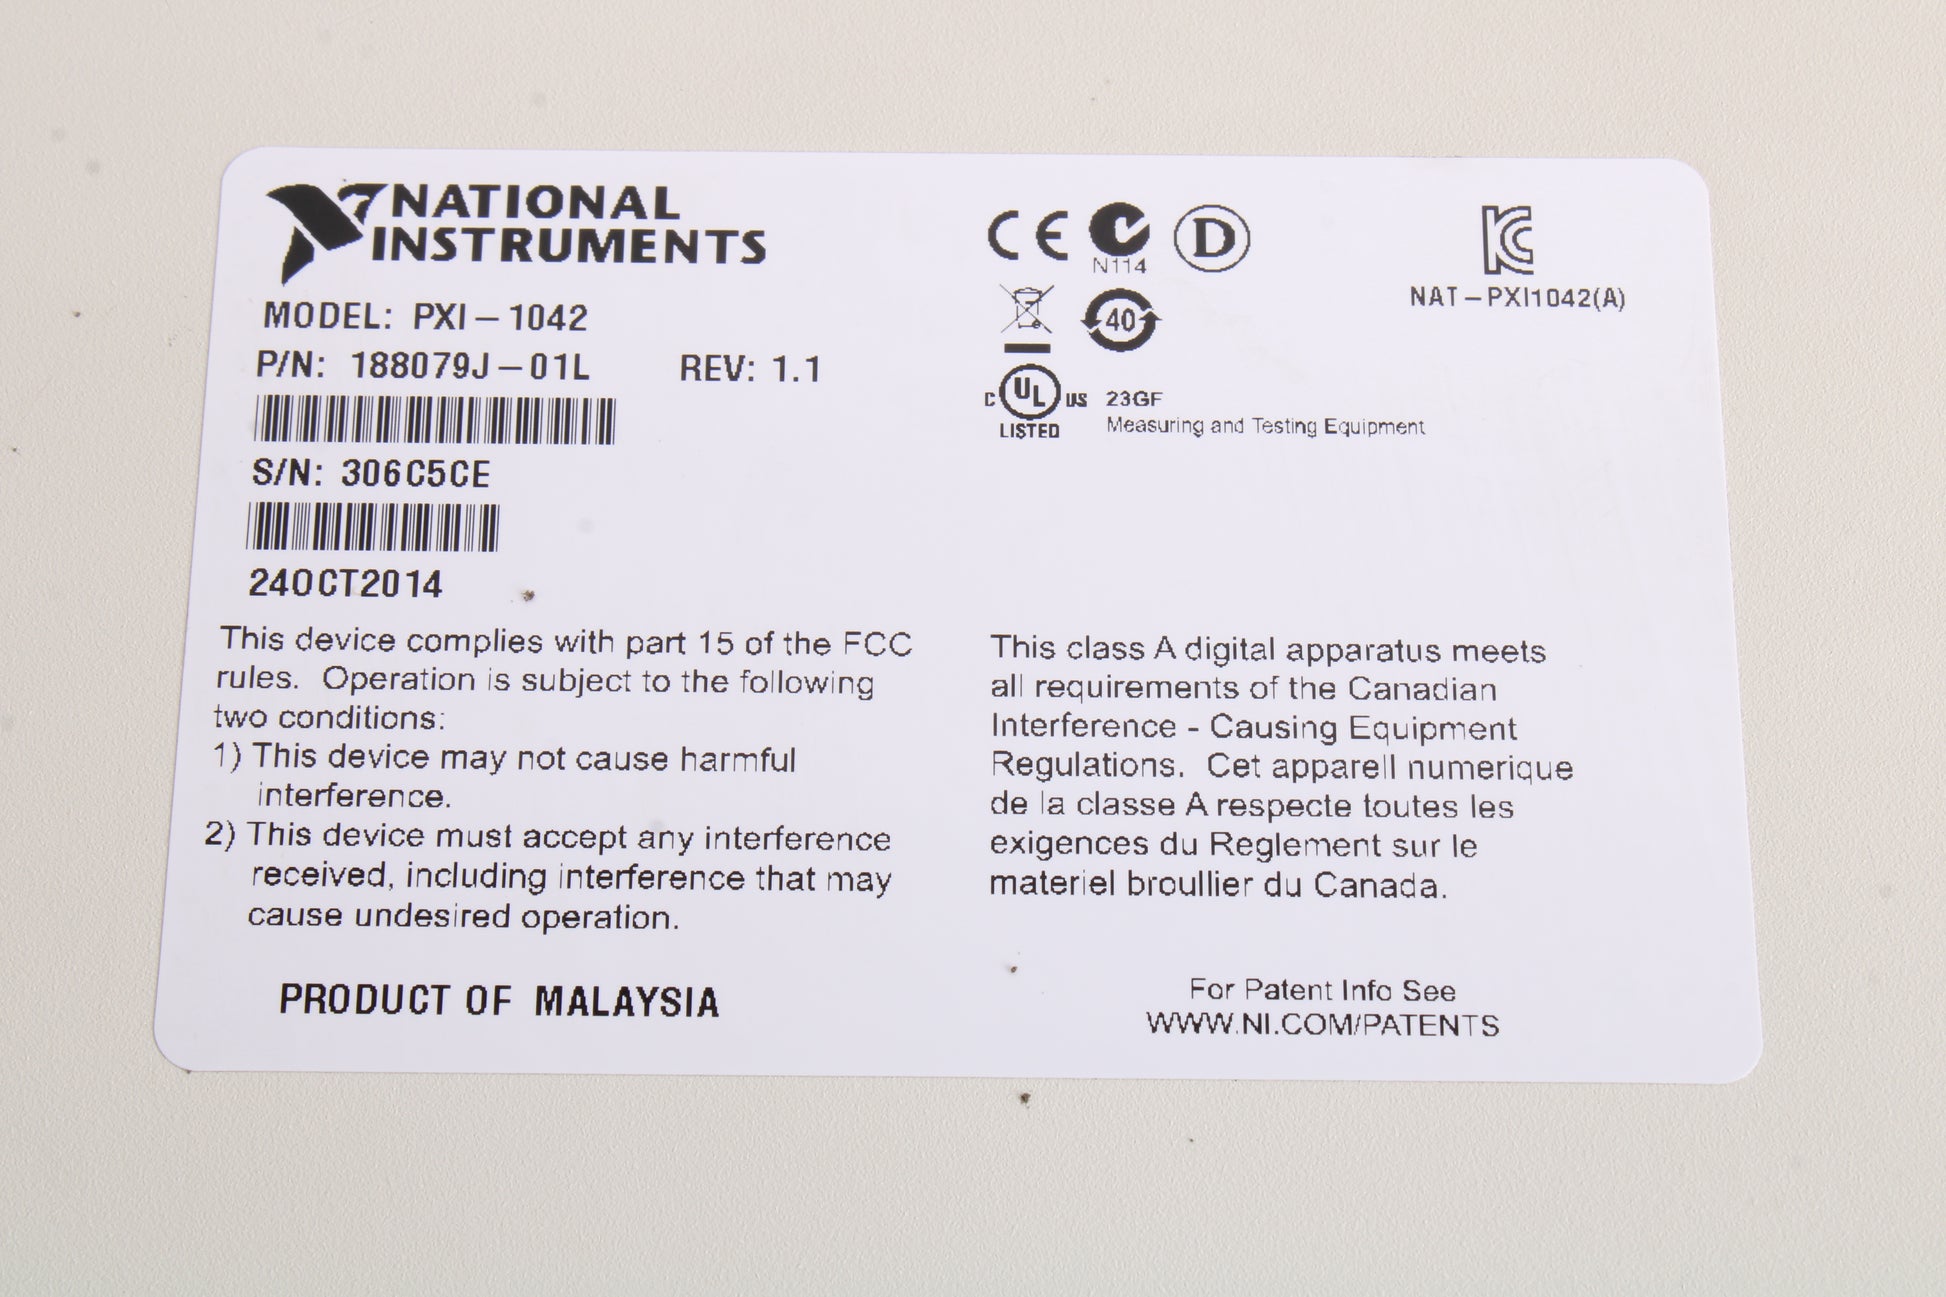 NATIONAL
INSTRUMENTS
MODEL: PXI-1042
P/N: 188079J-01L REV: 1.1
S/N: 306C5CE
24OCT2014
CE
N114
D
40
C UL US
LISTED
23GF
Measuring and Testing Equipment
KC
NAT-PXI1042(A)
This device complies with part 15 of the FCC
rules. Operation is subject to the following
two conditions:
1) This device may not cause harmful
interference.
2) This device must accept any interference
received, including interference that may
cause undesired operation.
This class A digital apparatus meets
all requirements of the Canadian
Interference - Causing Equipment
Regulations. Cet apparell numerique
de la classe A respecte toutes les
exigences du Reglement sur le
materiel broullier du Canada.
PRODUCT OF MALAYSIA
For Patent Info See
WWW.NI.COM/PATENTS